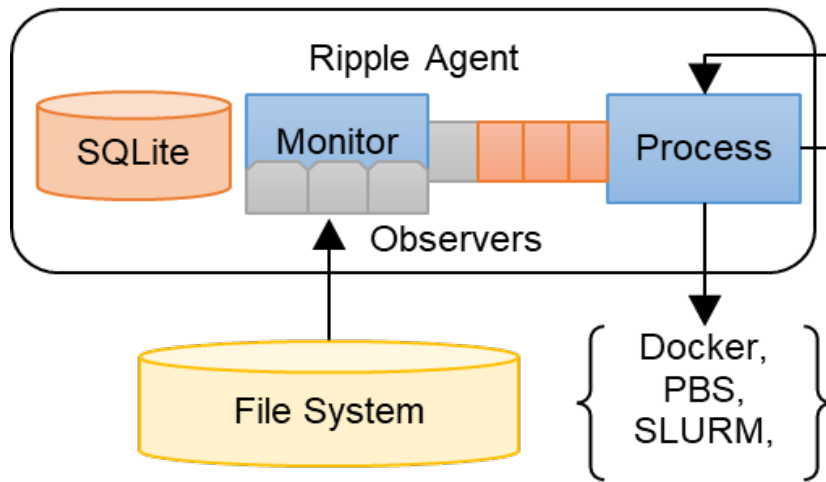 Ripple Agent
SQLite
Monitor
Process
Observers
File System
Docker,
PBS,
SLURM,